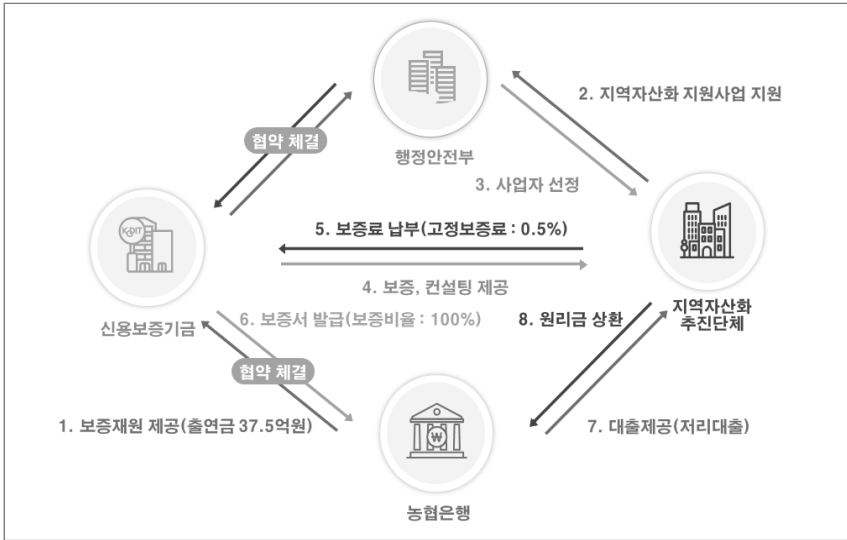 2. 지역자산화 지원사업 지원
협약 체결
행정안전부
3. 사업자 선정
5. 보증료 납부(고정보증료 : 0.5%)
4. 보증, 컨설팅 제공
신용보증기금
6. 보증서 발급(보증비율 : 100%)
8. 원리금 상환
지역자산화
추진단체
협약 체결
1. 보증재원 제공(출연금 37.5억원)
7. 대출제공(저리대출)
₩
농협은행